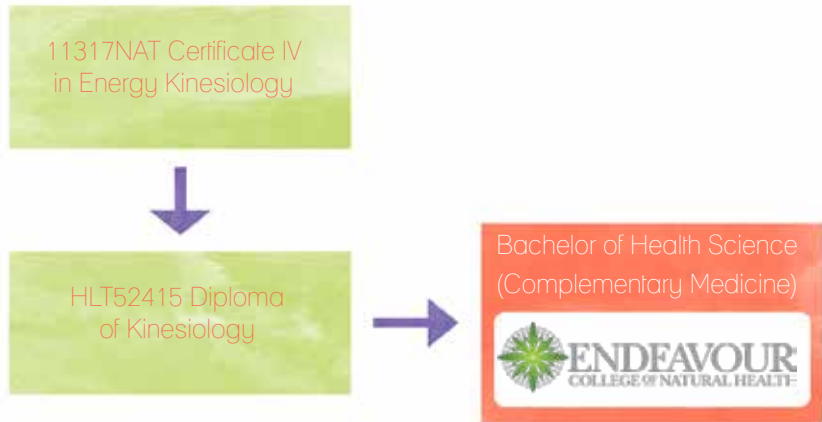 11317NAT Certificate IV
in Energy Kinesiology
HLT52415 Diploma
of Kinesiology
Bachelor of Health Science
(Complementary Medicine)
ENDEAVOUR
COLLEGE OF NATURAL HEALTH